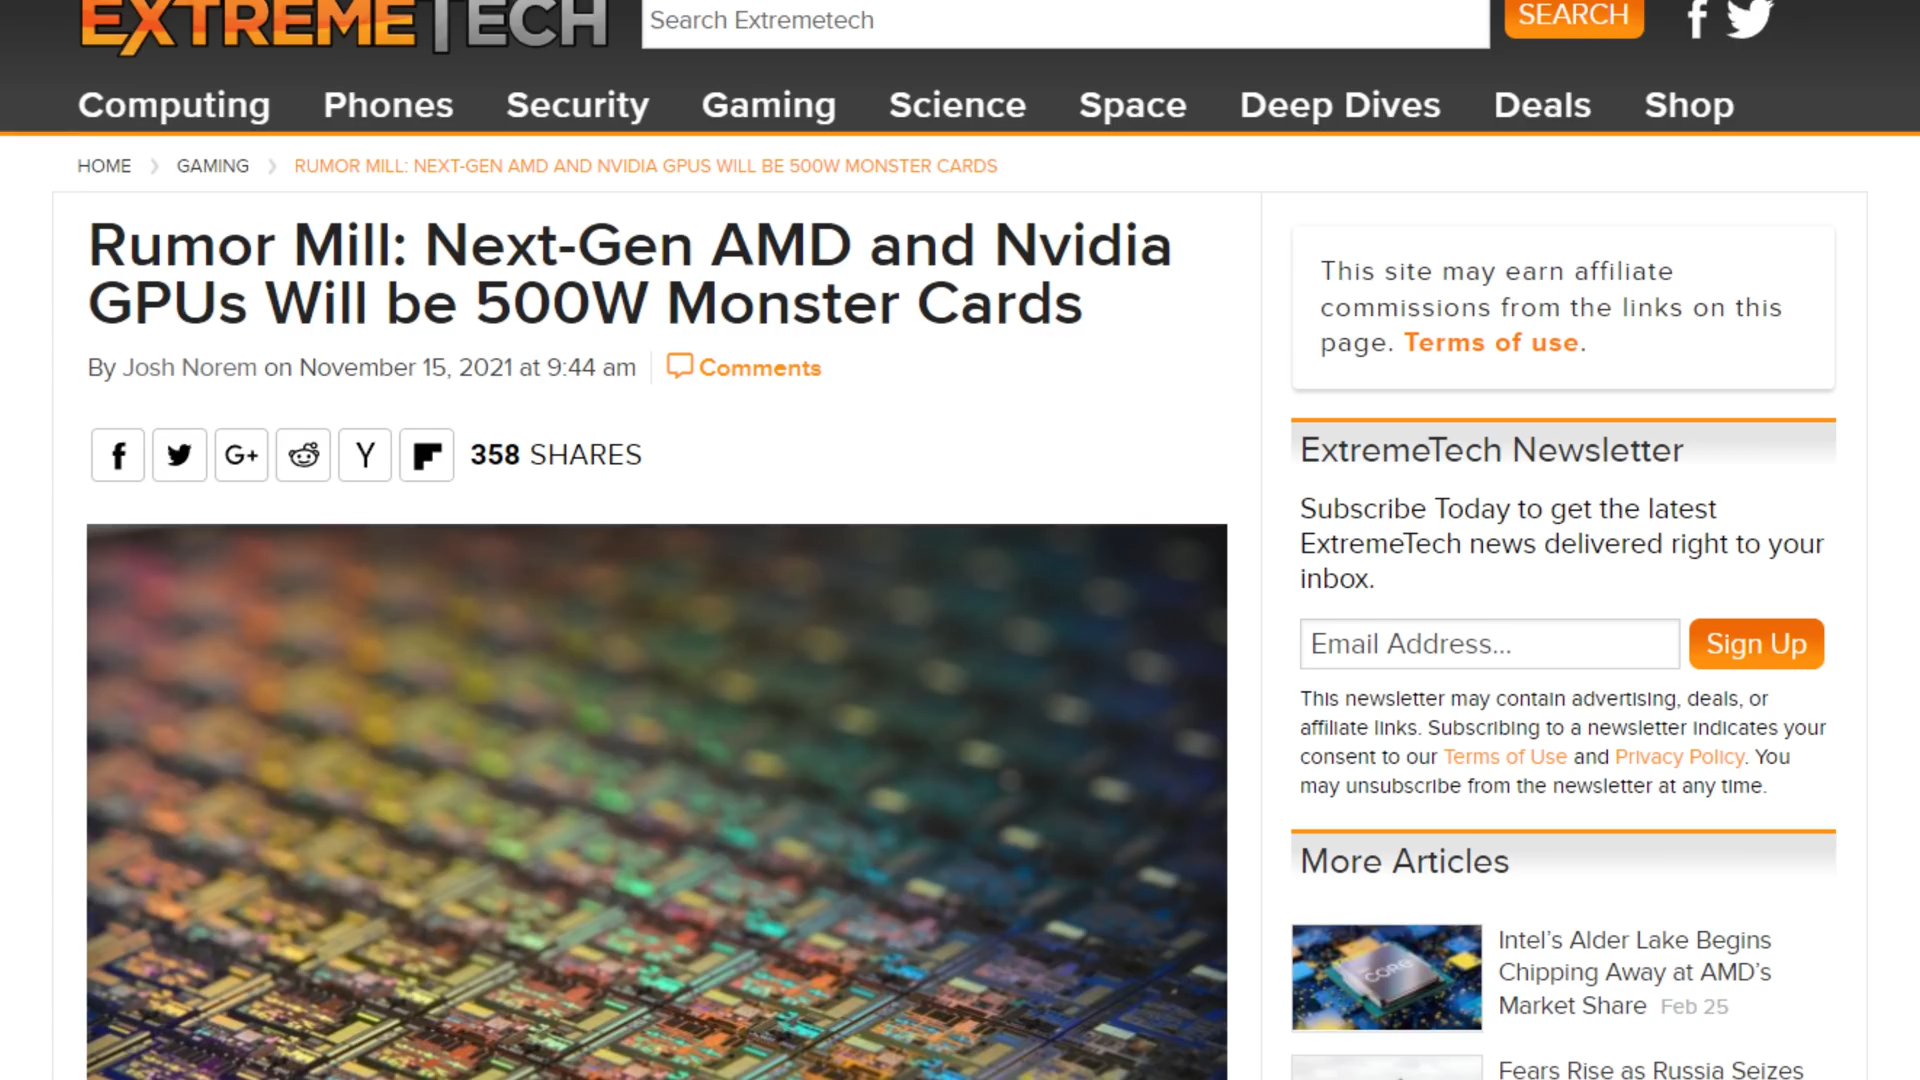 EXTREMETECH
Search Extremetech
SEARCH
Computing Phones Security Gaming Science Space Deep Dives Deals Shop
HOME GAMING RUMOR MILL: NEXT-GEN AMD AND NVIDIA GPUS WILL BE 500W MONSTER CARDS
Rumor Mill: Next-Gen AMD and Nvidia
GPUs Will be 500W Monster Cards
By Josh Norem on November 15, 2021 at 9:44 am
Comments
358 SHARES
This site may earn affiliate
commissions from the links on this
page. Terms of use.
ExtremeTech Newsletter
Subscribe Today to get the latest
ExtremeTech news delivered right to your
inbox.
Email Address...
Sign Up
This newsletter may contain advertising, deals, or
affiliate links. Subscribing to a newsletter indicates your
consent to our Terms of Use and Privacy Policy. You
may unsubscribe from the newsletter at any time.
More Articles
CORE
Intel's Alder Lake Begins
Chipping Away at AMD's
Market Share Feb 25
Fears Rise as Russia Seizes